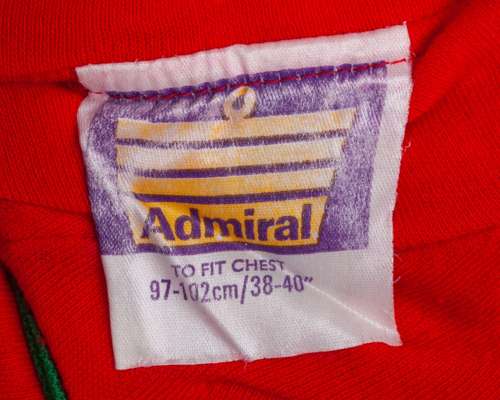 Admiral
TO FIT CHEST
97-102cm/38-40"